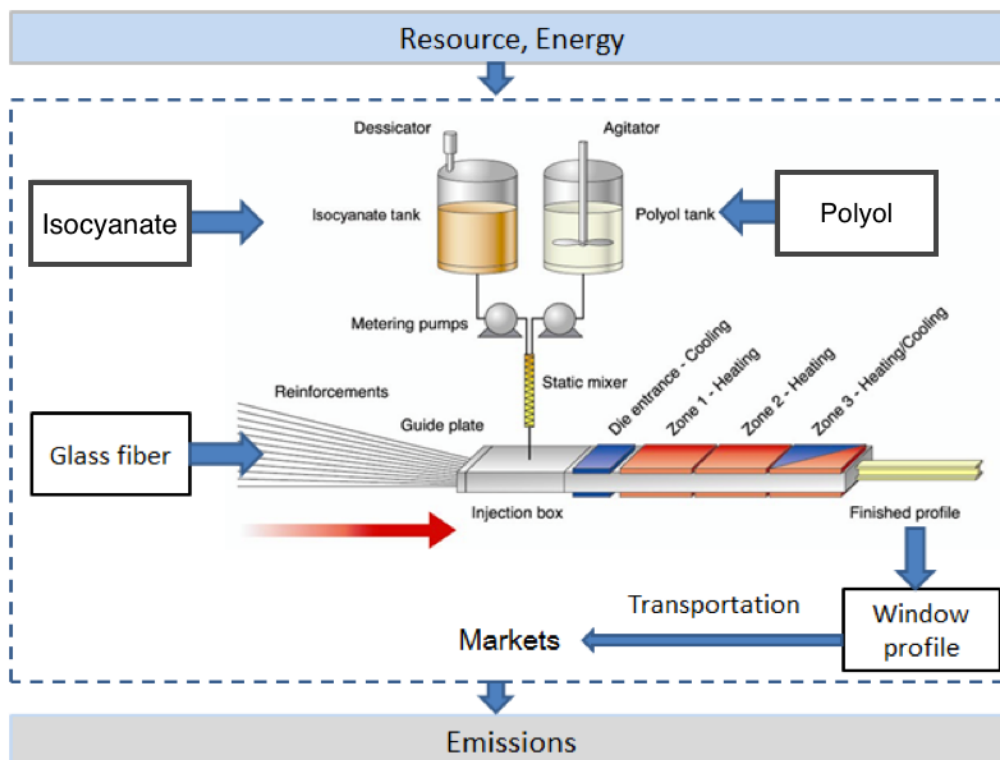 Resource, Energy
Dessicator
Agitator
Isocyanate
Isocyanate tank
Polyol tank
Polyol
Metering pumps
Static mixer
Die entrance - Cooling
Zone 1 - Heating
Zone 2 - Heating
Zone 3 - Heating/Cooling
Reinforcements
Guide plate
Glass fiber
Injection box
Finished profile
Transportation
Markets
Window
profile
Emissions